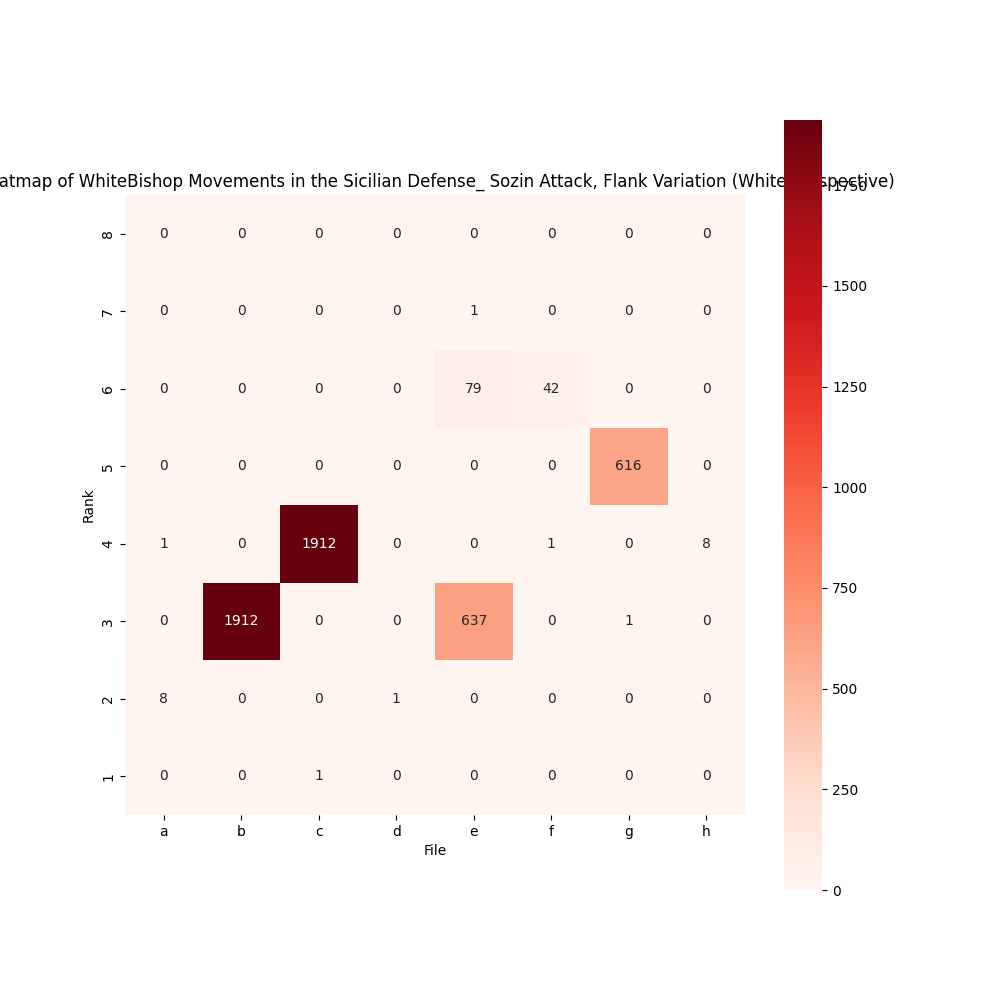 atmap of WhiteBishop Movements in the Sicilian Defense_ Sozin Attack, Flank Variation (White Perspective)
1750
8 0 0 0 0 0 0 0 0
1500
7 0 0 0 0 1 0 0 0
1250
6 0 0 0 0 79 42 0 0
5 0 0 0 0 0 0 616 0
1000
Rank
4 1 0 1912 0 0 1 0 8
750
3 0 1912 0 0 637 0 1 0
500
2 8 0 0 1 0 0 0 0
250
1 0 0 1 0 0 0 0 0
a b c d e f g h
File
0